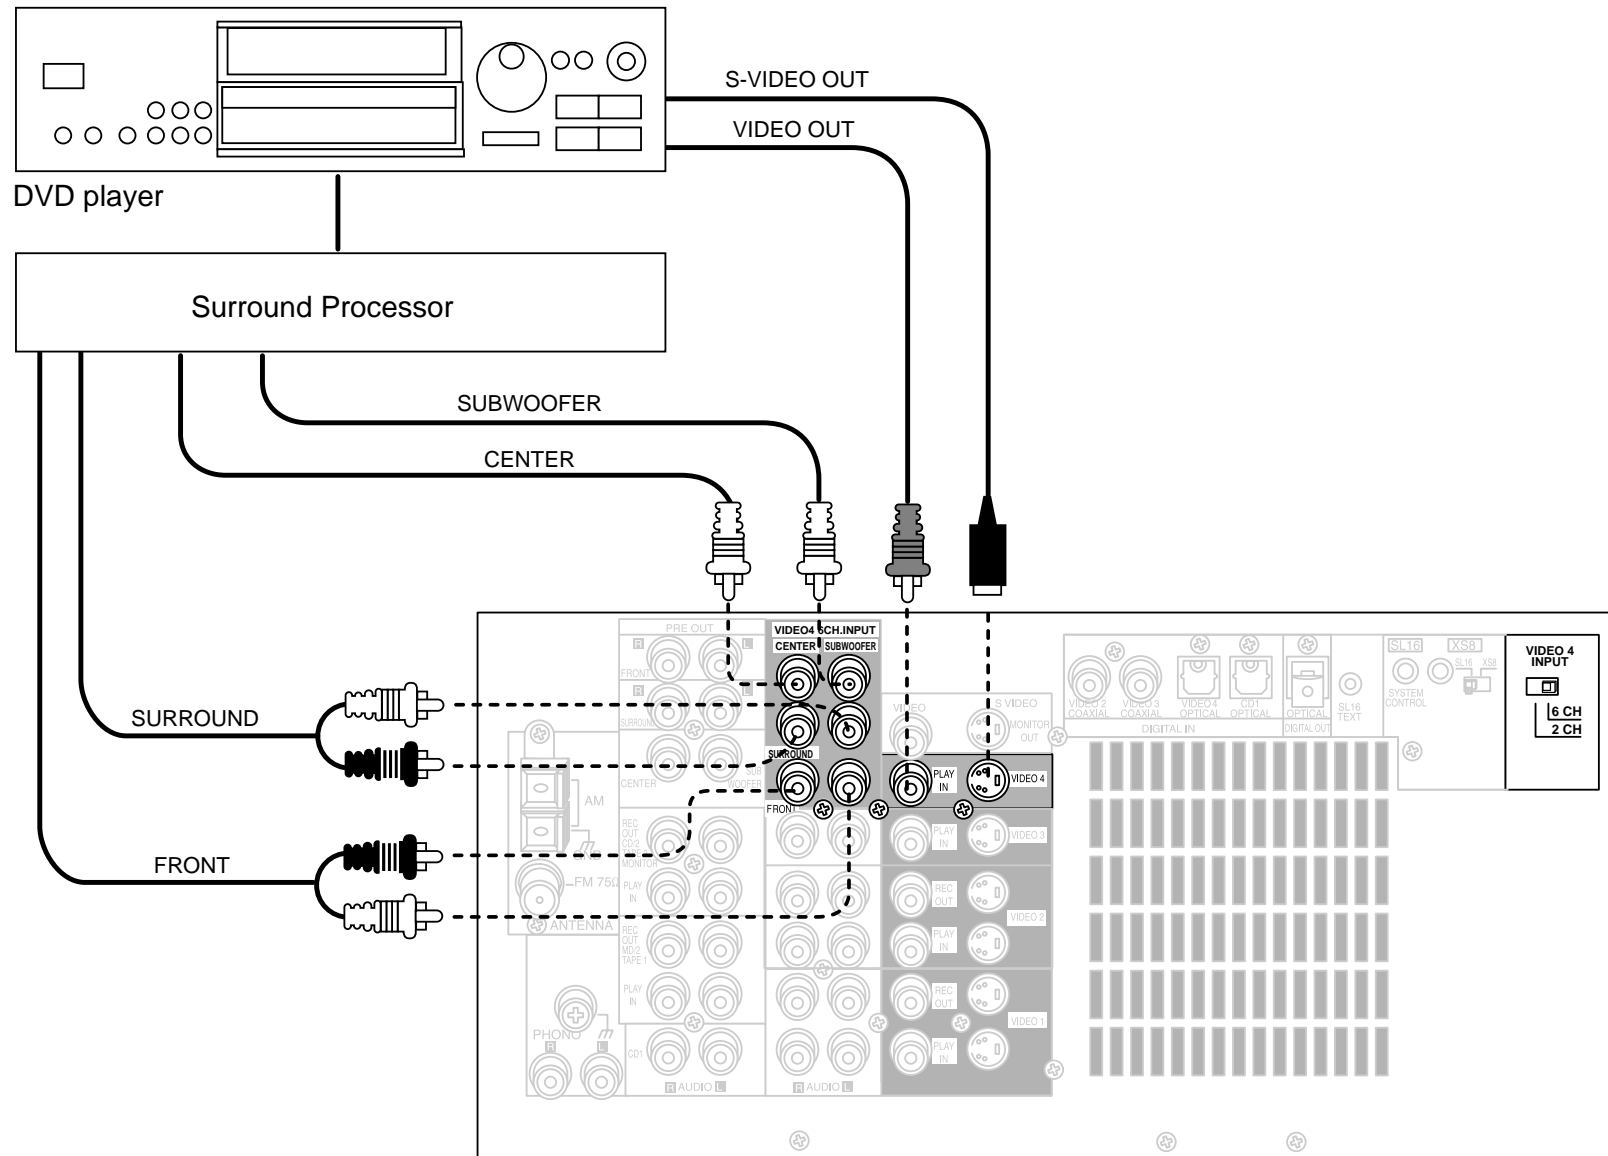 S-VIDEO OUT
VIDEO OUT
DVD player
Surround Processor
SUBWOOFER
CENTER
SURROUND
FRONT
PRE OUT
R
L
FRONT
R
L
SURROUND
CENTER
SUB
WOOFER
VIDEO4 6CH.INPUT
CENTER
SUBWOOFER
SURROUND
FRONT
VIDEO
S VIDEO
MONITOR
OUT
PLAY
IN
VIDEO 4
PLAY
IN
VIDEO 3
REC
OUT
VIDEO 2
PLAY
IN
REC
OUT
VIDEO 1
PLAY
IN
AM
GND
FM 75Ω
ANTENNA
REC
OUT
CD/2
TAPE 2
MONITOR
PLAY
IN
REC
OUT
MD/2
TAPE 1
PLAY
IN
PHONO
R
L
CD1
R AUDIO L
R AUDIO L
VIDEO 2
COAXIAL
VIDEO 3
COAXIAL
VIDEO4
OPTICAL
CD1
OPTICAL
OPTICAL
DIGITAL IN
DIGITAL OUT
SL16
TEXT
SL16
XS8
SYSTEM
CONTROL
SL16
XS8
VIDEO 4
INPUT
6 CH
2 CH